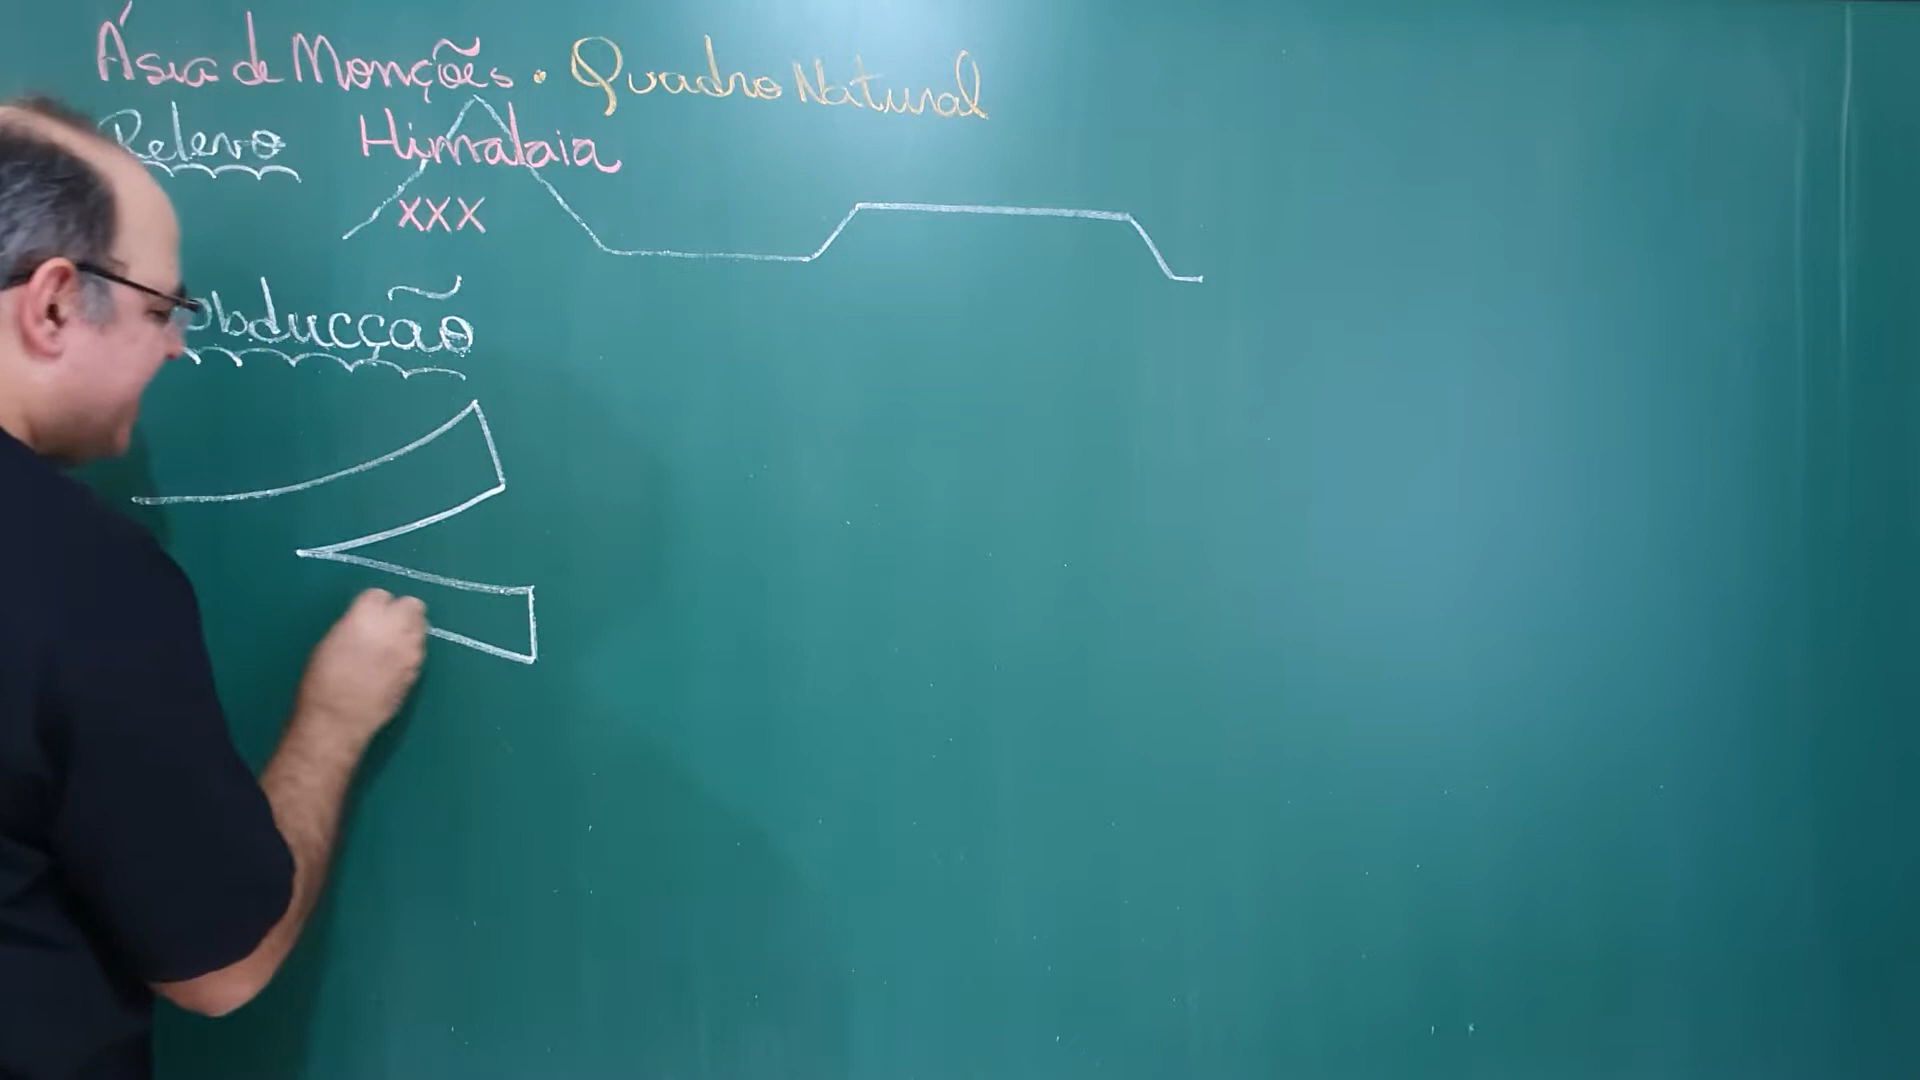 Ásia de Monções • Quadro Natural
Relevo Himalaia
XXX
Obducção